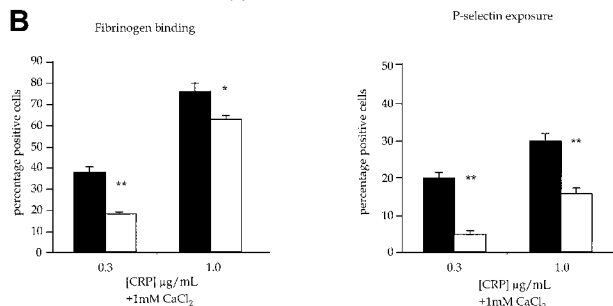 B
Fibrinogen binding
percentage positive cells
90
80
70
60
50
40
30
20
10
0
*
**
0.3
1.0
[CRP] µg/mL
+1mM CaCl₂
P-selectin exposure
percentage positive cells
50
40
30
20
10
0
**
**
0.3
1.0
[CRP] µg/mL
+1mM CaCl₂